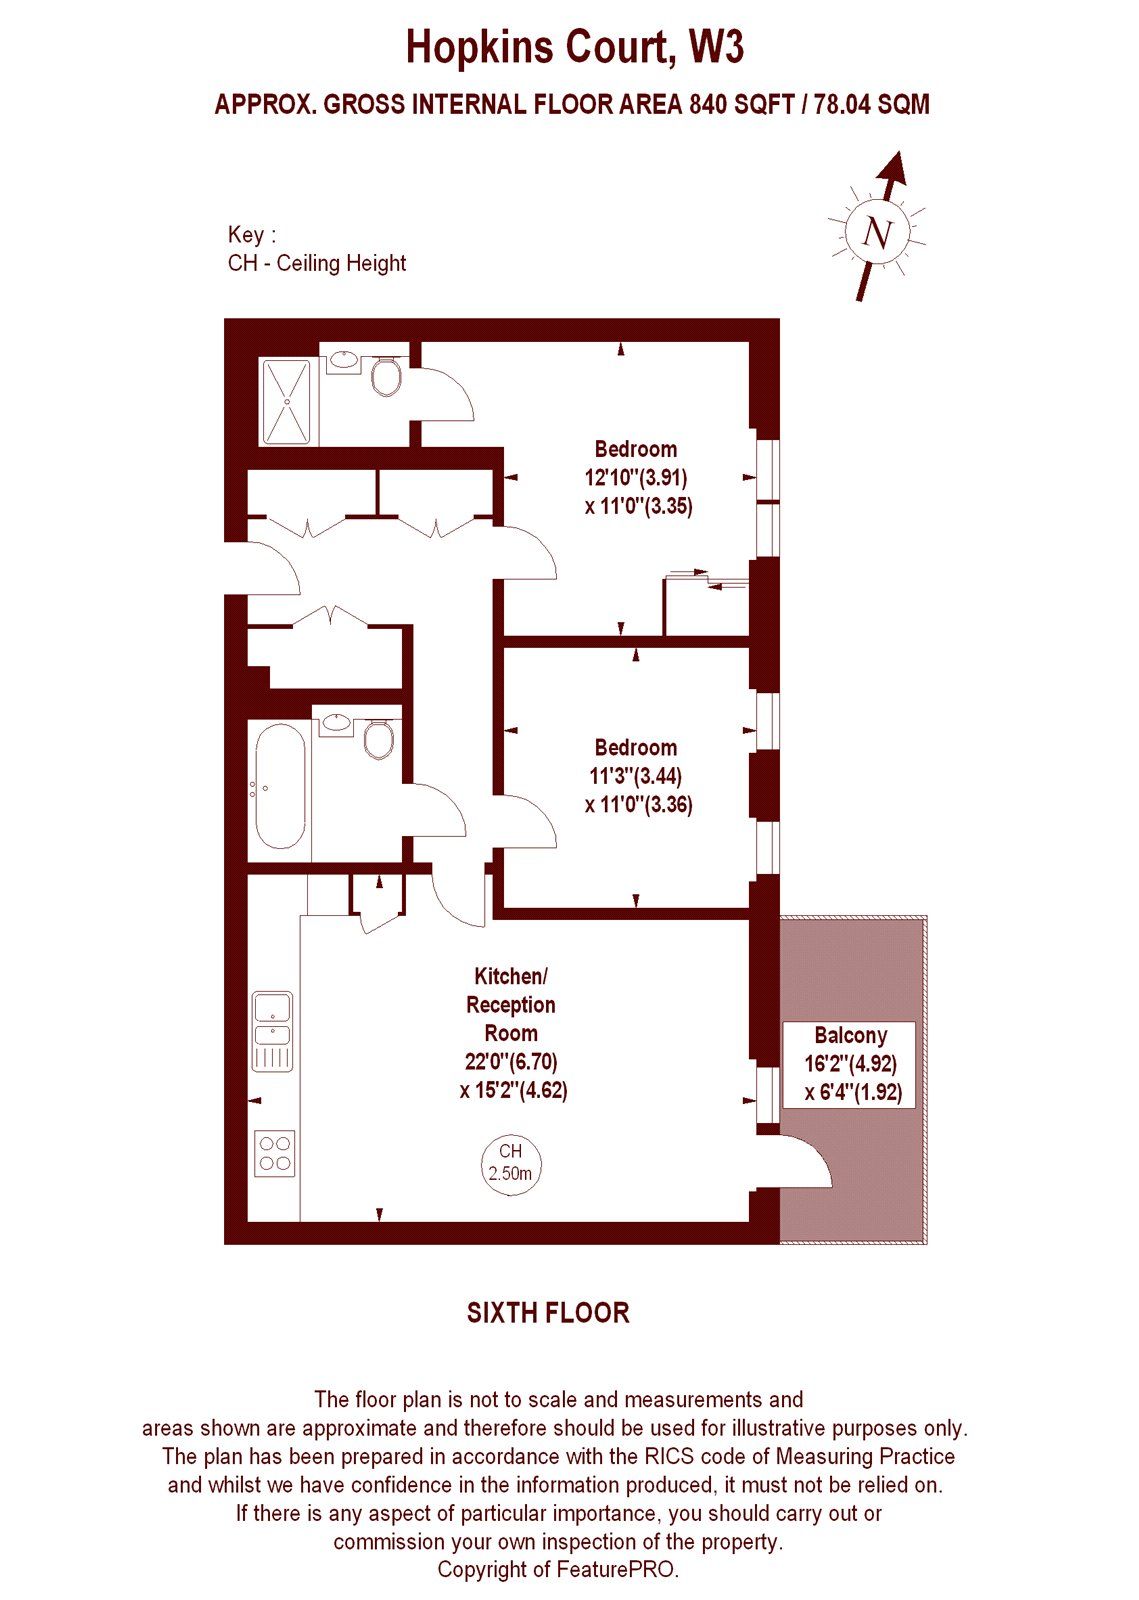 Hopkins Court, W3
APPROX. GROSS INTERNAL FLOOR AREA 840 SQFT / 78.04 SQM
N
Key :
CH - Ceiling Height
Bedroom
12'10"(3.91)
x 11'0"(3.35)
Bedroom
11'3"(3.44)
x 11'0"(3.36)
Kitchen/
Reception
Room
22'0"(6.70)
x 15'2"(4.62)
Balcony
16'2"(4.92)
x 6'4"(1.92)
CH
2.50m
SIXTH FLOOR
The floor plan is not to scale and measurements and
areas shown are approximate and therefore should be used for illustrative purposes only.
The plan has been prepared in accordance with the RICS code of Measuring Practice
and whilst we have confidence in the information produced, it must not be relied on.
If there is any aspect of particular importance, you should carry out or
commission your own inspection of the property.
Copyright of FeaturePRO.